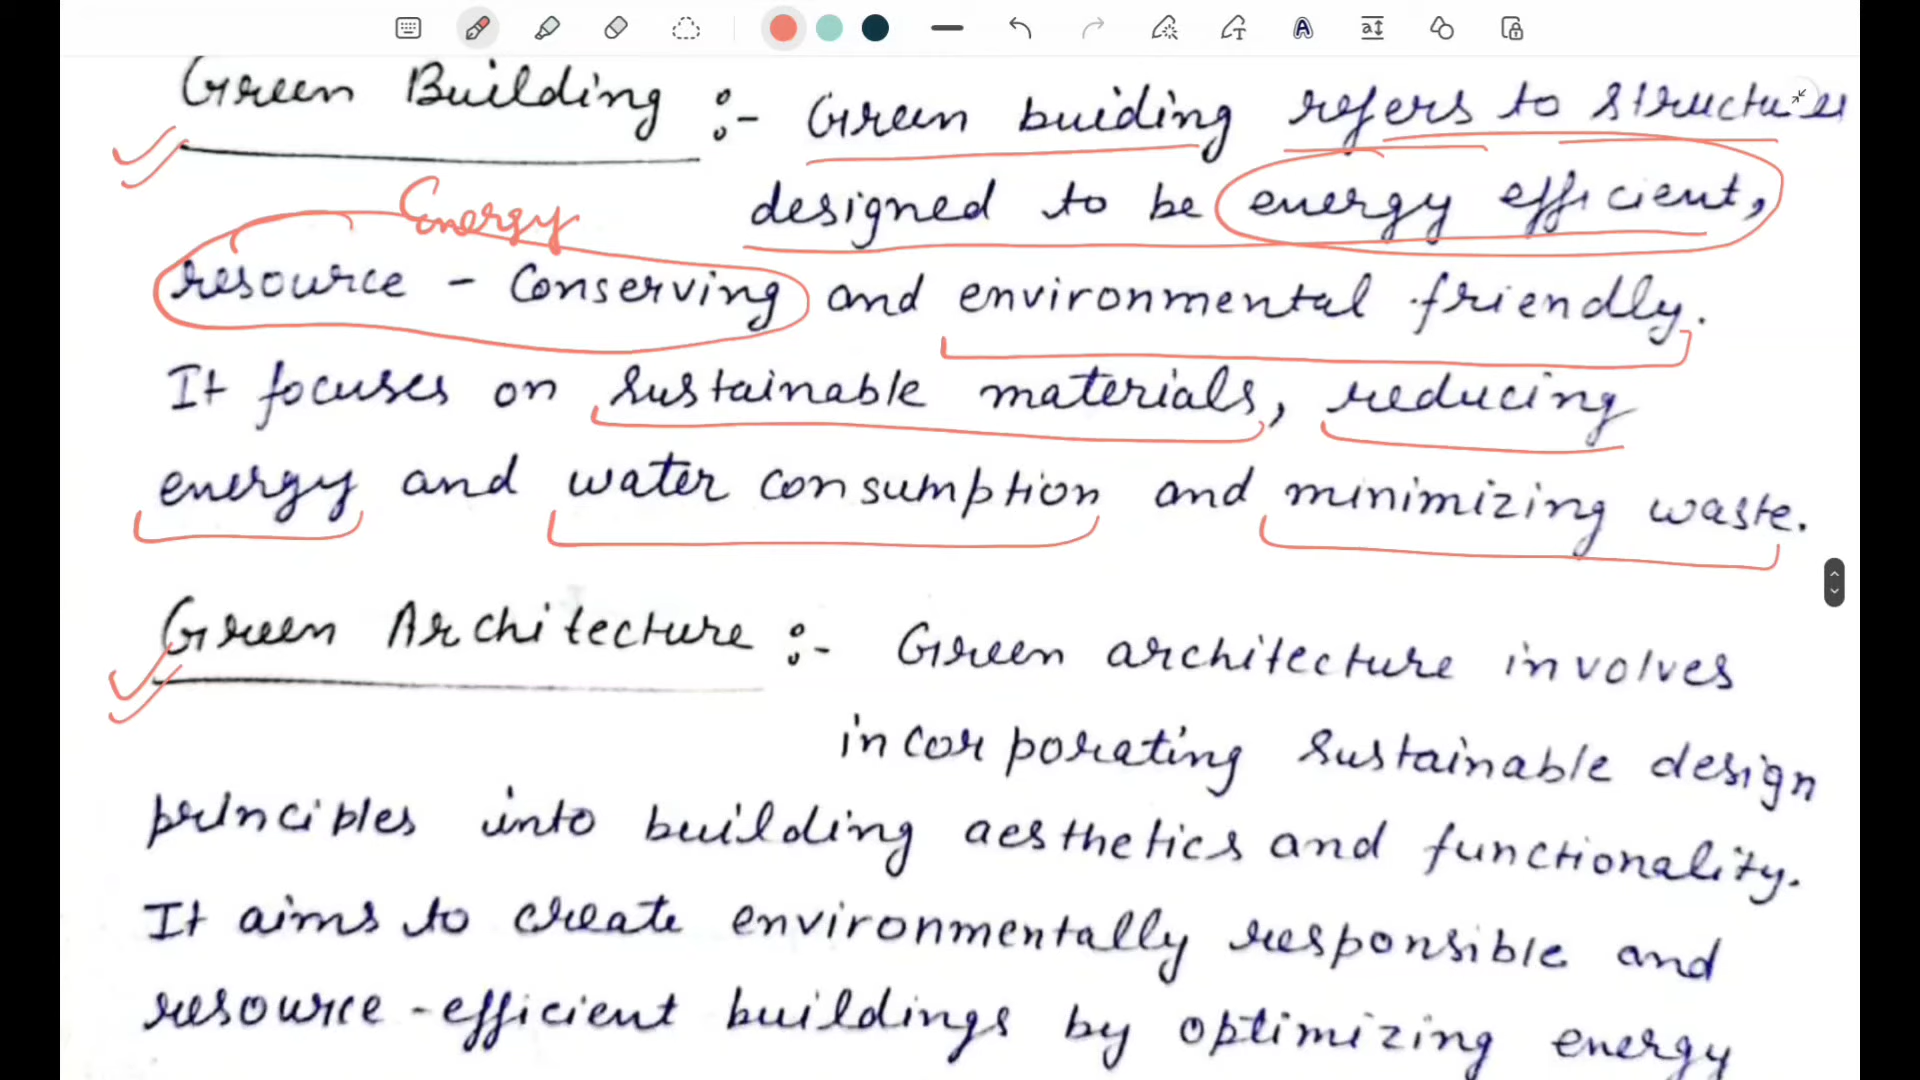 Green Building :- Green buiding refers to structures
designed to be energy efficient,
Energy
resource - Conserving and environmental friendly.
It focuses on sustainable materials, reducing
energy and water consumption and minimizing waste.
Green Architecture :- Green architecture involves
incorporating sustainable design
principles into building aesthetics and functionality.
It aims to create environmentally responsible and
resource-efficient buildings by optimizing energy